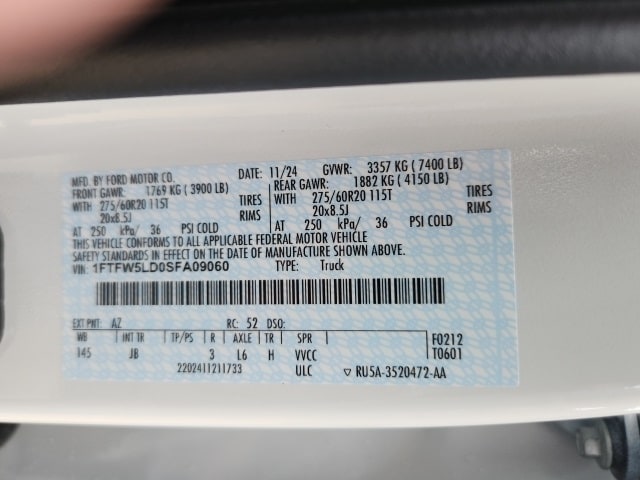 MFD. BY FORD MOTOR CO. DATE: 11/24 GVWR: 3357 KG ( 7400 LB)
FRONT GAWR: 1769 KG ( 3900 LB) REAR GAWR: 1882 KG ( 4150 LB)
WITH 275/60R20 115T TIRES WITH 275/60R20 115T TIRES
20x8.5J RIMS 20x8.5J RIMS
AT 250 kPa/ 36 PSI COLD AT 250 kPa/ 36 PSI COLD
THIS VEHICLE CONFORMS TO ALL APPLICABLE FEDERAL MOTOR VEHICLE
SAFETY STANDARDS IN EFFECT ON THE DATE OF MANUFACTURE SHOWN ABOVE.
VIN: 1FTFW5LD0SFA09060 TYPE: Truck
EXT PNT: AZ RC: 52 DSO:
WB INT TR TP/PS R AXLE TR SPR F0212
145 JB 3 L6 H VVCC T0601
2202411211733 ULC ▽ RU5A-3520472-AA